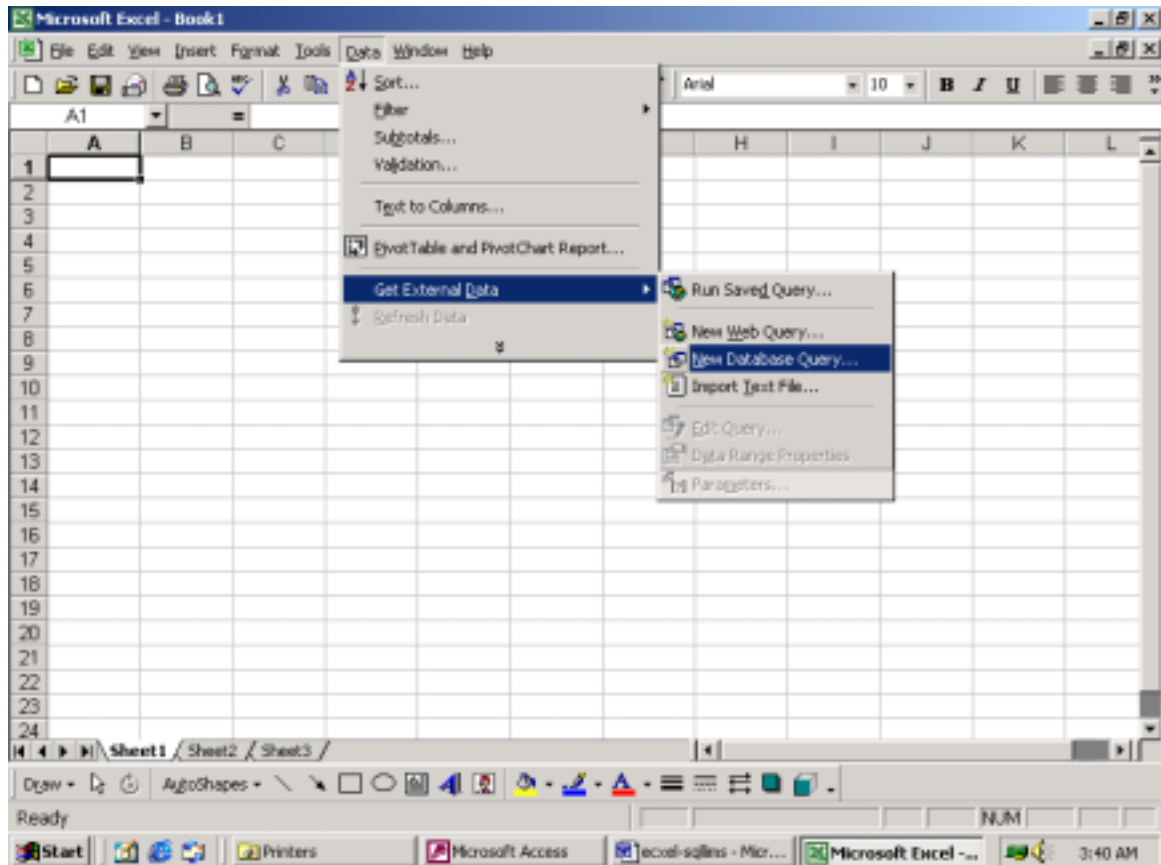 Microsoft Excel - Book1
File Edit View Insert Format Tools Data Window Help
Arial 10 B I U
A1 =
Sort...
Filter
Subtotals...
Validation...
Text to Columns...
PivotTable and PivotChart Report...
Get External Data
Refresh Data
Run Saved Query...
New Web Query...
New Database Query...
Import Text File...
Edit Query...
Data Range Properties
Parameters...
A B C H I J K L
1
2
3
4
5
6
7
8
9
10
11
12
13
14
15
16
17
18
19
20
21
22
23
24
Sheet1 Sheet2 Sheet3
Draw AutoShapes
Ready NUM
Start Printers Microsoft Access ecxel-sqlims - Micr... Microsoft Excel -... 3:40 AM